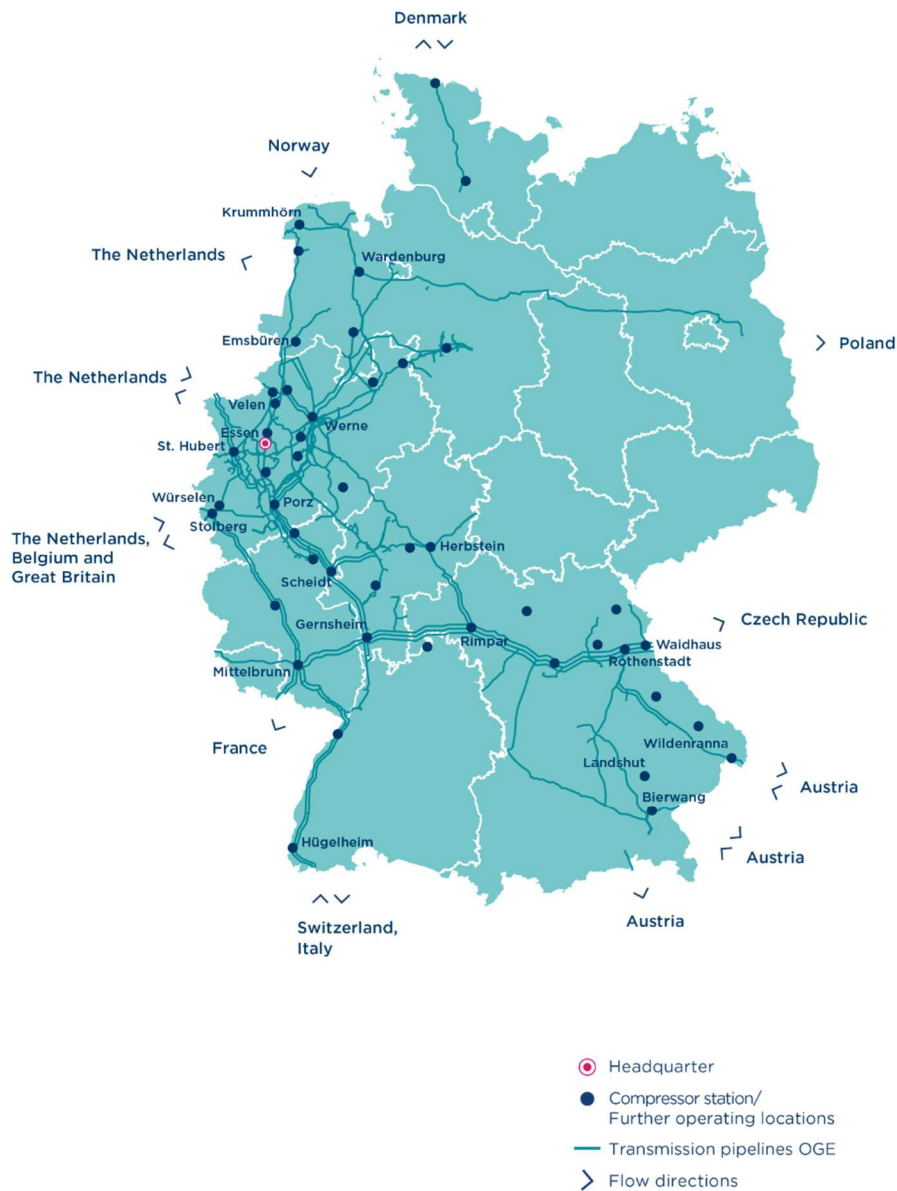 Denmark
Norway
Krummhörn
The Netherlands
Wardenburg
Emsbüren
Poland
The Netherlands
Velen
Werne
Essen
St. Hubert
Würselen
Porz
Stolberg
The Netherlands,
Belgium and
Great Britain
Herbstein
Scheidt
Gernsheim
Czech Republic
Rimpar
Waidhaus
Rothenstadt
Mittelbrunn
France
Wildenranna
Landshut
Austria
Bierwang
Hügelheim
Austria
Austria
Switzerland,
Italy
Headquarter
Compressor station/
Further operating locations
Transmission pipelines OGE
Flow directions